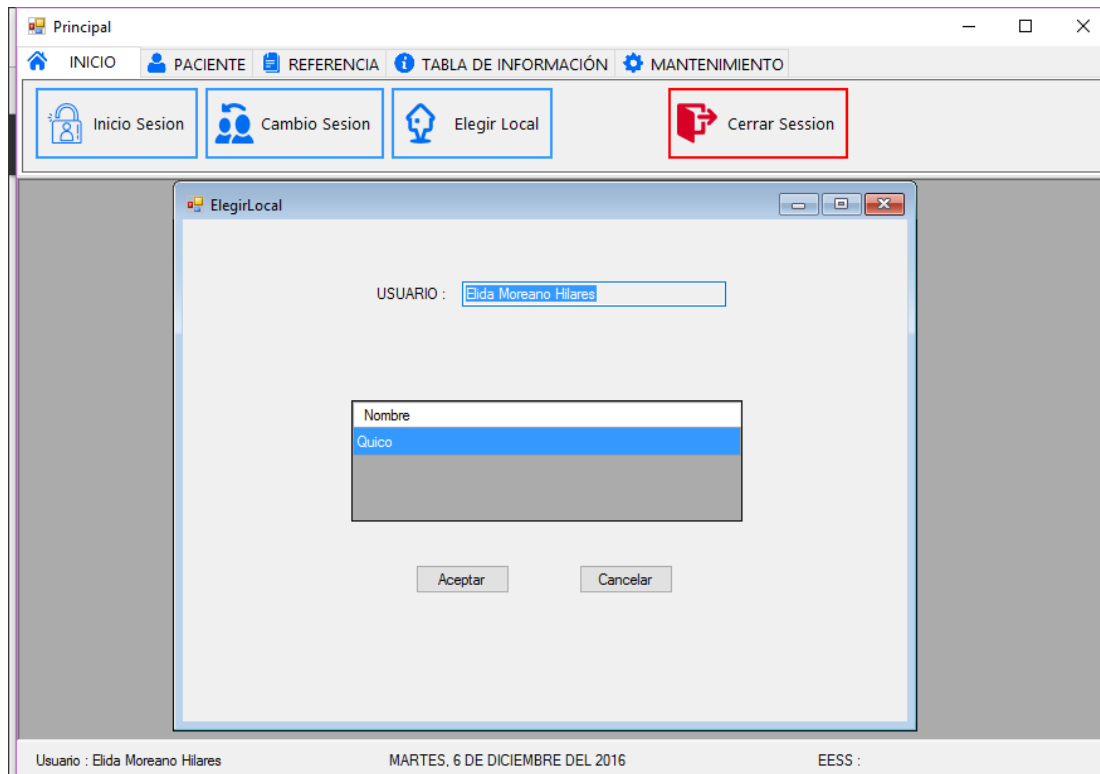 Principal
INICIO PACIENTE REFERENCIA TABLA DE INFORMACIÓN MANTENIMIENTO
Inicio Sesion Cambio Sesion Elegir Local Cerrar Session
ElegirLocal
USUARIO : Elida Moreano Hilares
Nombre
Quico
Aceptar Cancelar
Usuario : Elida Moreano Hilares MARTES, 6 DE DICIEMBRE DEL 2016 EESS :